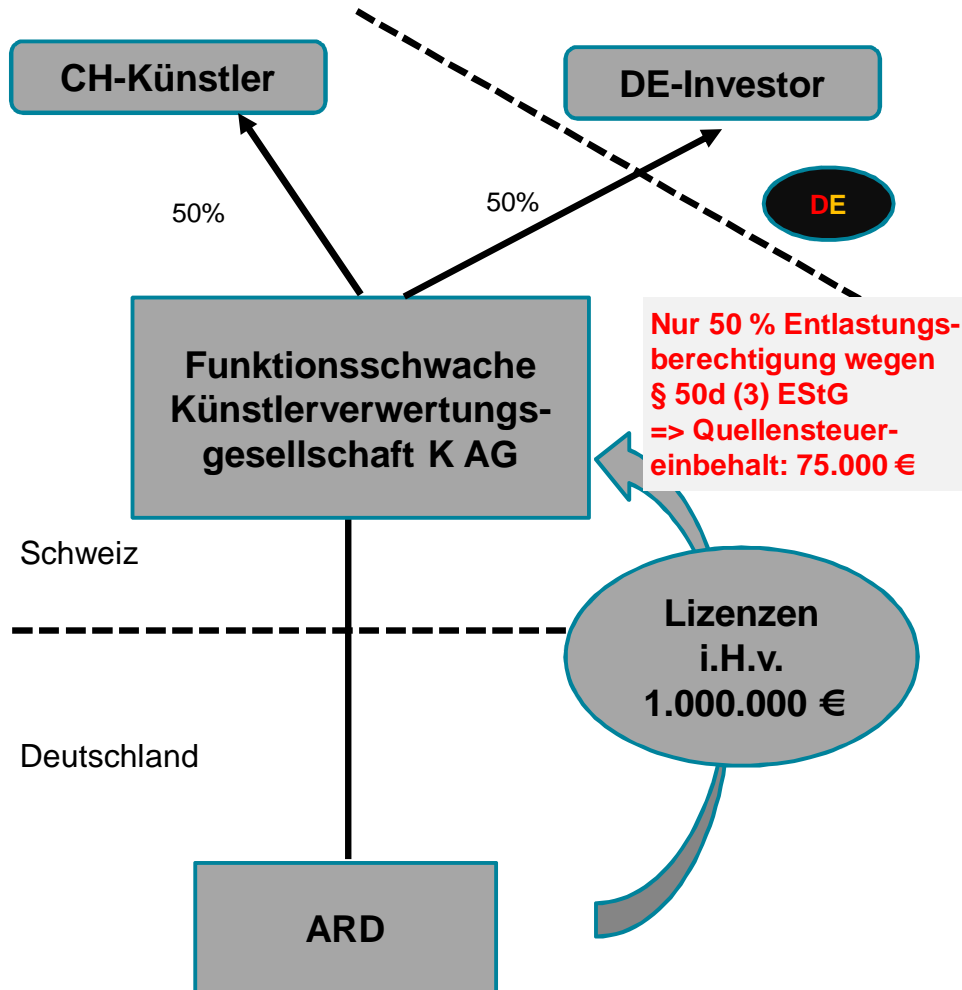 CH-Künstler
DE-Investor
50%
50%
DE
Funktionsschwache
Künstlerverwertungs-
gesellschaft K AG
Nur 50 % Entlastungs-
berechtigung wegen
§ 50d (3) EStG
=> Quellensteuer-
einbehalt: 75.000 €
Schweiz
Lizenzen
i.H.v.
1.000.000 €
Deutschland
ARD